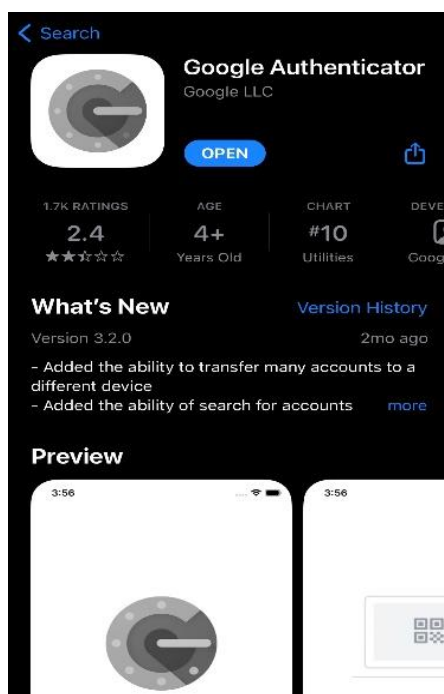 Search
Google Authenticator
Google LLC
OPEN
1.7K RATINGS
AGE
CHART
2.4
4+
#10
Years Old
Utilities
What's New
Version History
Version 3.2.0
2mo ago
- Added the ability to transfer many accounts to a
different device
- Added the ability of search for accounts
more
Preview
3:56
3:56